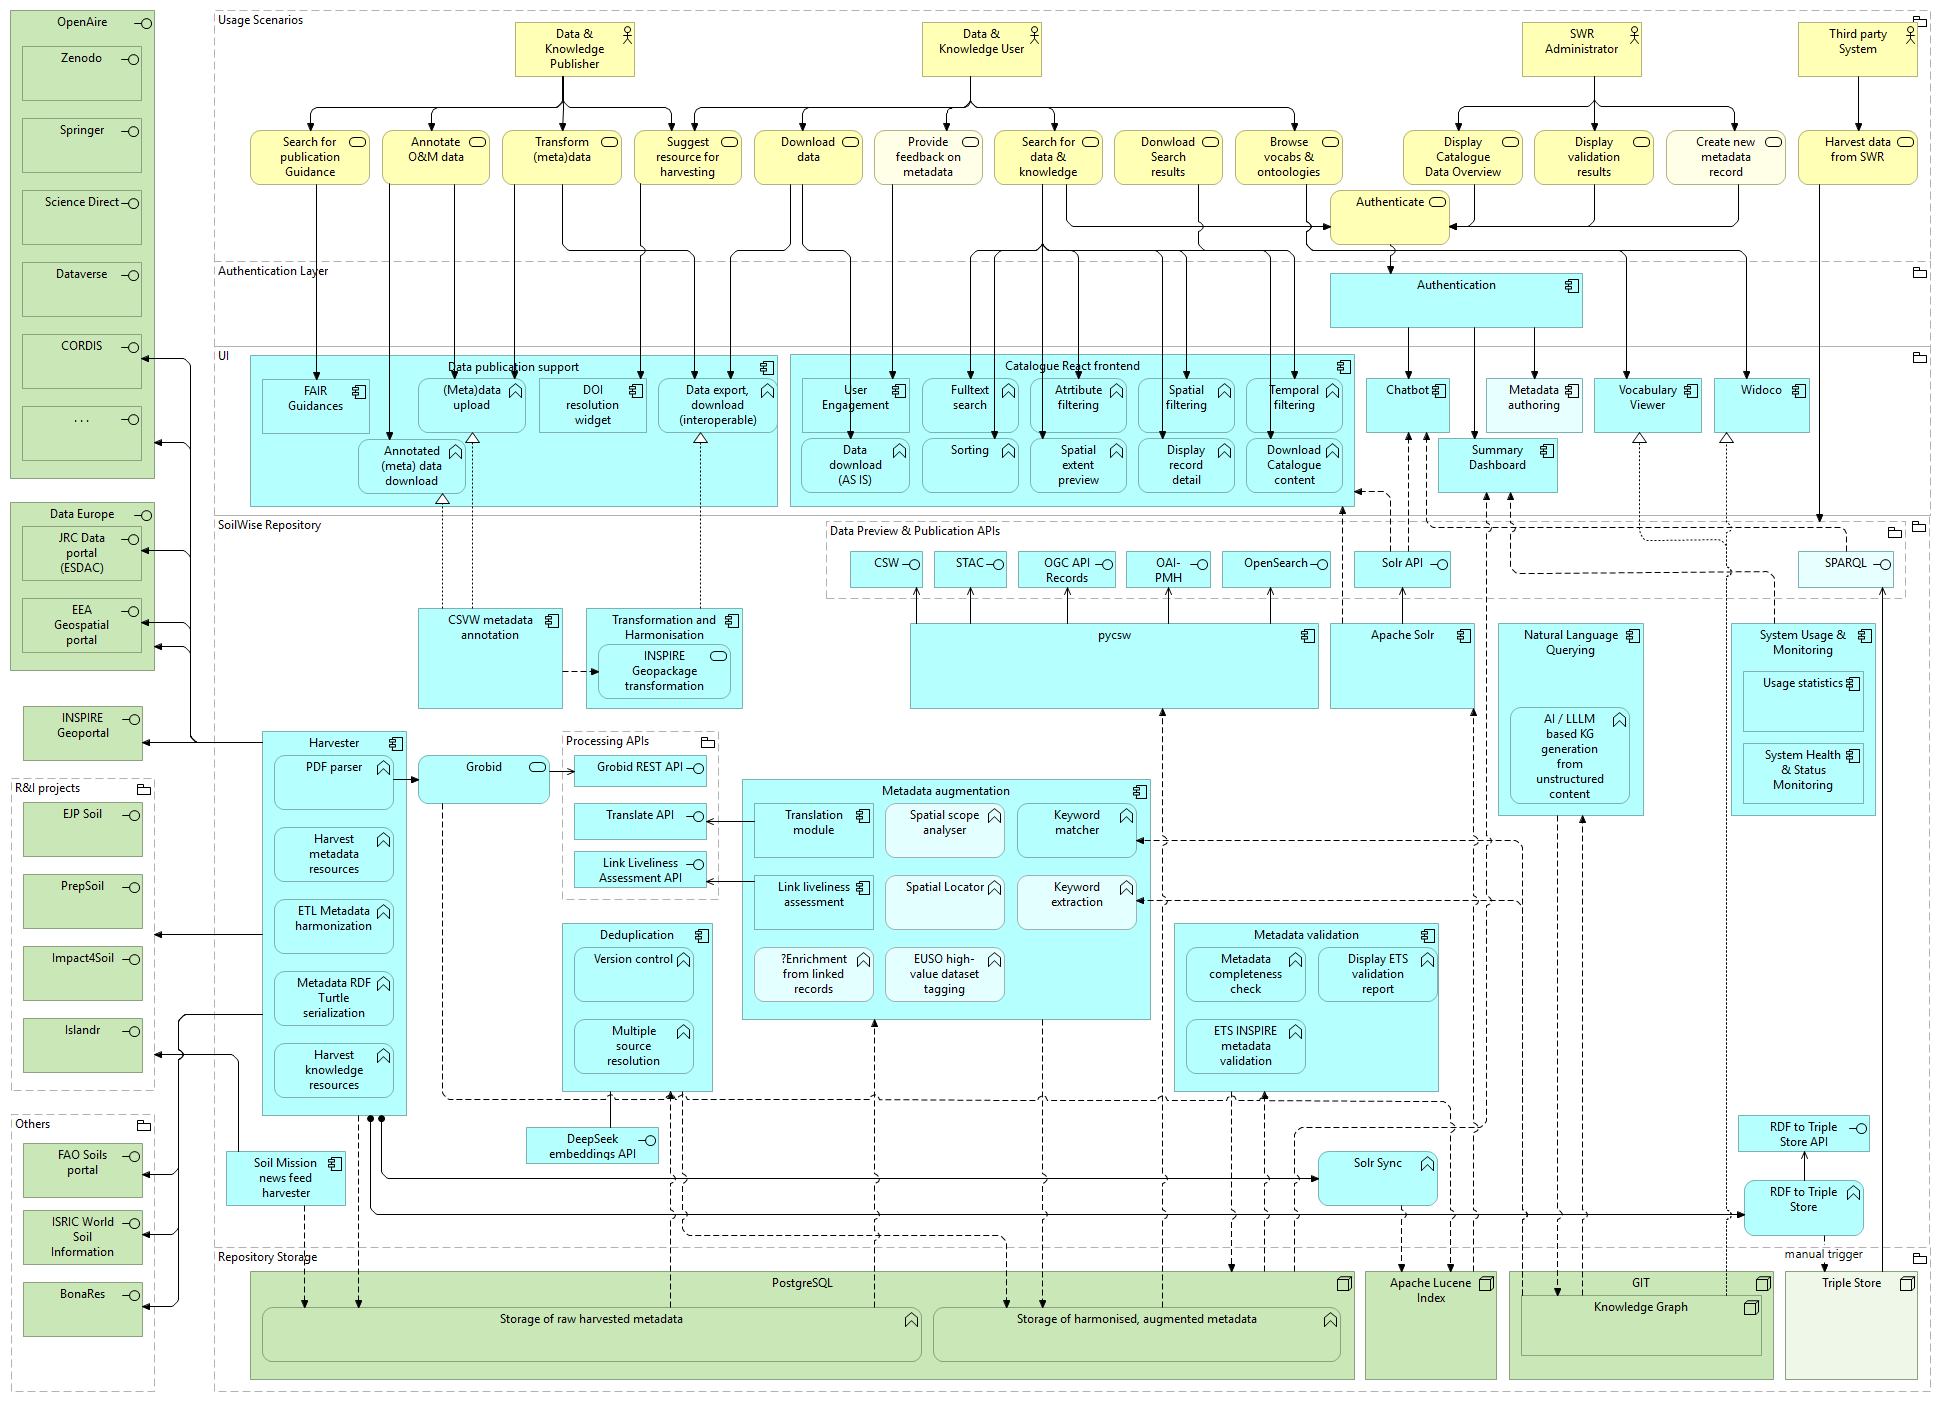 OpenAire
Zenodo
Springer
Science Direct
Dataverse
CORDIS
...
Data Europe
JRC Data
portal
(ESDAC)
EEA
Geospatial
portal
INSPIRE
Geoportal
R&I projects
EJP Soil
PrepSoil
Impact4Soil
Islandr
Others
FAO Soils
portal
ISRIC World
Soil
Information
BonaRes
Usage Scenarios
Data &
Knowledge
Publisher
Data &
Knowledge User
SWR
Administrator
Third party
System
Search for
publication
Guidance
Annotate
O&M data
Transform
(meta)data
Suggest
resource for
harvesting
Download
data
Provide
feedback on
metadata
Search for
data &
knowledge
Donwload
Search
results
Browse
vocabs &
ontoologies
Display
Catalogue
Data Overview
Display
validation
results
Create new
metadata
record
Harvest data
from SWR
Authenticate
Authentication Layer
Authentication
UI
Data publication support
FAIR
Guidances
(Meta)data
upload
DOI
resolution
widget
Data export,
download
(interoperable)
Annotated
(meta) data
download
Catalogue React frontend
User
Engagement
Fulltext
search
Atrtibute
filtering
Spatial
filtering
Temporal
filtering
Data
download
(AS IS)
Sorting
Spatial
extent
preview
Display
record
detail
Download
Catalogue
content
Chatbot
Metadata
authoring
Vocabulary
Viewer
Widoco
Summary
Dashboard
SoilWise Repository
Data Preview & Publication APIs
CSW
STAC
OGC API
Records
OAI-
PMH
OpenSearch
Solr API
SPARQL
CSVW metadata
annotation
Transformation and
Harmonisation
INSPIRE
Geopackage
transformation
pycsw
Apache Solr
Natural Language
Querying
AI / LLLM
based KG
generation
from
unstructured
content
System Usage &
Monitoring
Usage statistics
System Health
& Status
Monitoring
Harvester
PDF parser
Harvest
metadata
resources
ETL Metadata
harmonization
Metadata RDF
Turtle
serialization
Harvest
knowledge
resources
Grobid
Processing APIs
Grobid REST API
Translate API
Link Liveliness
Assessment API
Metadata augmentation
Translation
module
Spatial scope
analyser
Keyword
matcher
Link liveliness
assessment
Spatial Locator
Keyword
extraction
?Enrichment
from linked
records
EUSO high-
value dataset
tagging
Deduplication
Version control
Multiple
source
resolution
DeepSeek
embeddings API
Metadata validation
Metadata
completeness
check
Display ETS
validation
report
ETS INSPIRE
metadata
validation
Soil Mission
news feed
harvester
Solr Sync
RDF to Triple
Store API
RDF to Triple
Store
manual trigger
Repository Storage
PostgreSQL
Storage of raw harvested metadata
Storage of harmonised, augmented metadata
Apache Lucene
Index
GIT
Knowledge Graph
Triple Store